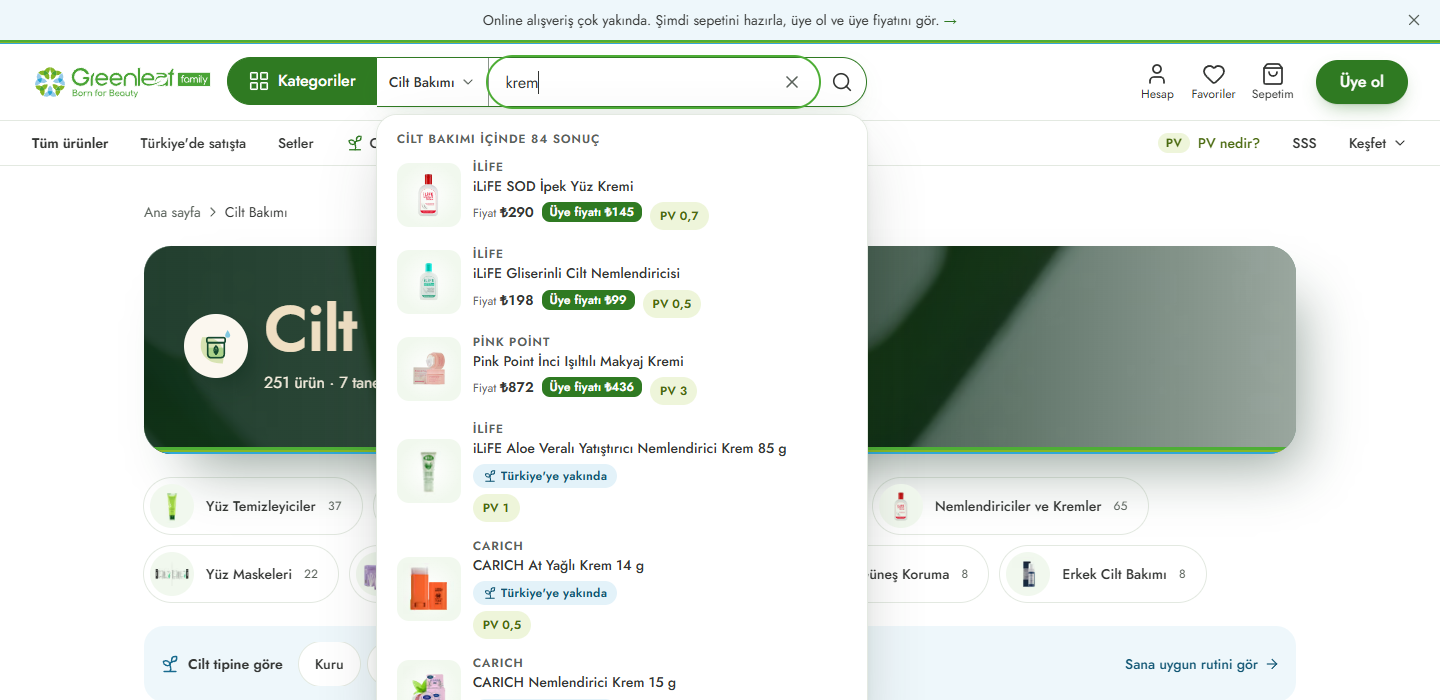 Online alışveriş çok yakında. Şimdi sepetini hazırla, üye ol ve üye fiyatını gör. →
Greenleaf family
Born for Beauty
Kategoriler
Cilt Bakımı
krem
Hesap
Favoriler
Sepetim
Üye ol
Tüm ürünler
Türkiye'de satışta
Setler
PV PV nedir?
SSS
Keşfet
Ana sayfa > Cilt Bakımı
CİLT BAKIMI İÇİNDE 84 SONUÇ
İLİFE
iLiFE SOD İpek Yüz Kremi
Fiyat ₺290 Üye fiyatı ₺145 PV 0,7
İLİFE
iLiFE Gliserinli Cilt Nemlendiricisi
Fiyat ₺198 Üye fiyatı ₺99 PV 0,5
PİNK POİNT
Pink Point İnci Işıltılı Makyaj Kremi
Fiyat ₺872 Üye fiyatı ₺436 PV 3
İLİFE
iLiFE Aloe Veralı Yatıştırıcı Nemlendirici Krem 85 g
Türkiye'ye yakında
PV 1
CARICH
CARICH At Yağlı Krem 14 g
Türkiye'ye yakında
PV 0,5
CARICH
CARICH Nemlendirici Krem 15 g
Cilt
251 ürün · 7 tane
Yüz Temizleyiciler 37
Nemlendiriciler ve Kremler 65
Yüz Maskeleri 22
Güneş Koruma 8
Erkek Cilt Bakımı 8
Cilt tipine göre
Kuru
Sana uygun rutini gör →